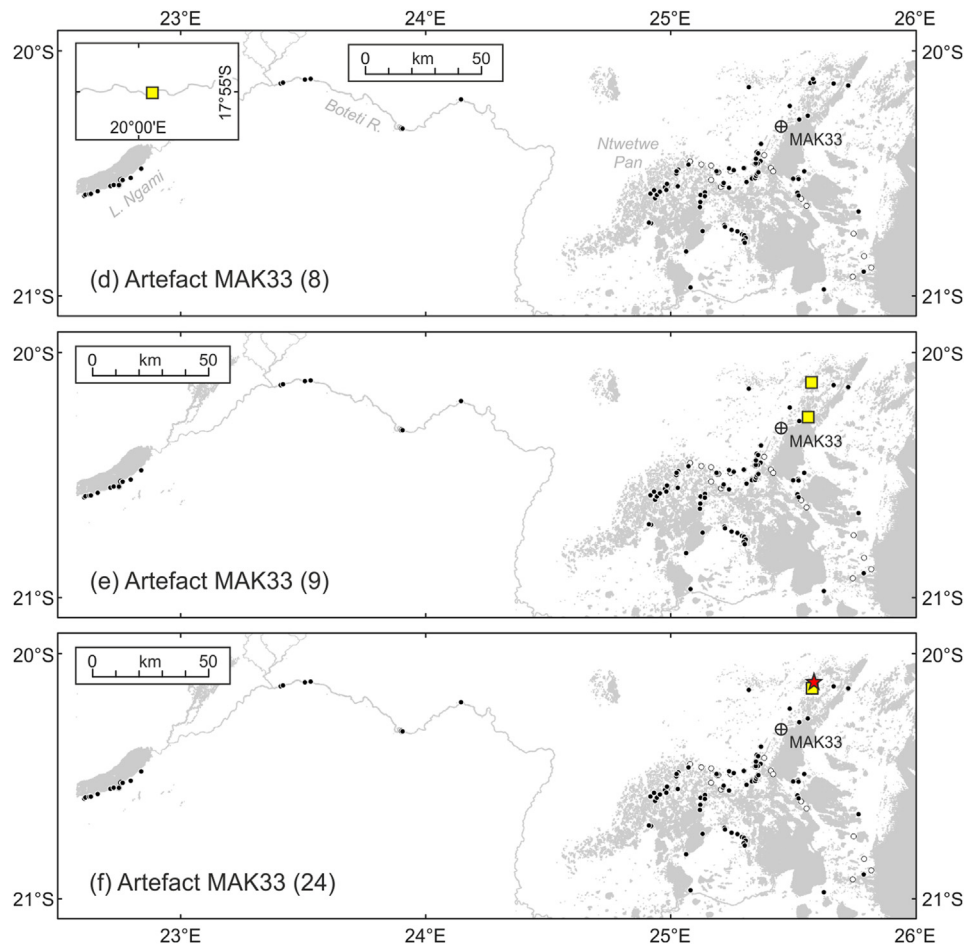 23°E 24°E 25°E 26°E
20°S
0 km 50
17°55'S
20°00'E
Boteti R.
L. Ngami
Ntwetwe
Pan
MAK33
(d) Artefact MAK33 (8)
21°S 21°S
20°S 20°S
0 km 50
MAK33
(e) Artefact MAK33 (9)
21°S 21°S
20°S 20°S
0 km 50
MAK33
(f) Artefact MAK33 (24)
21°S 21°S
23°E 24°E 25°E 26°E